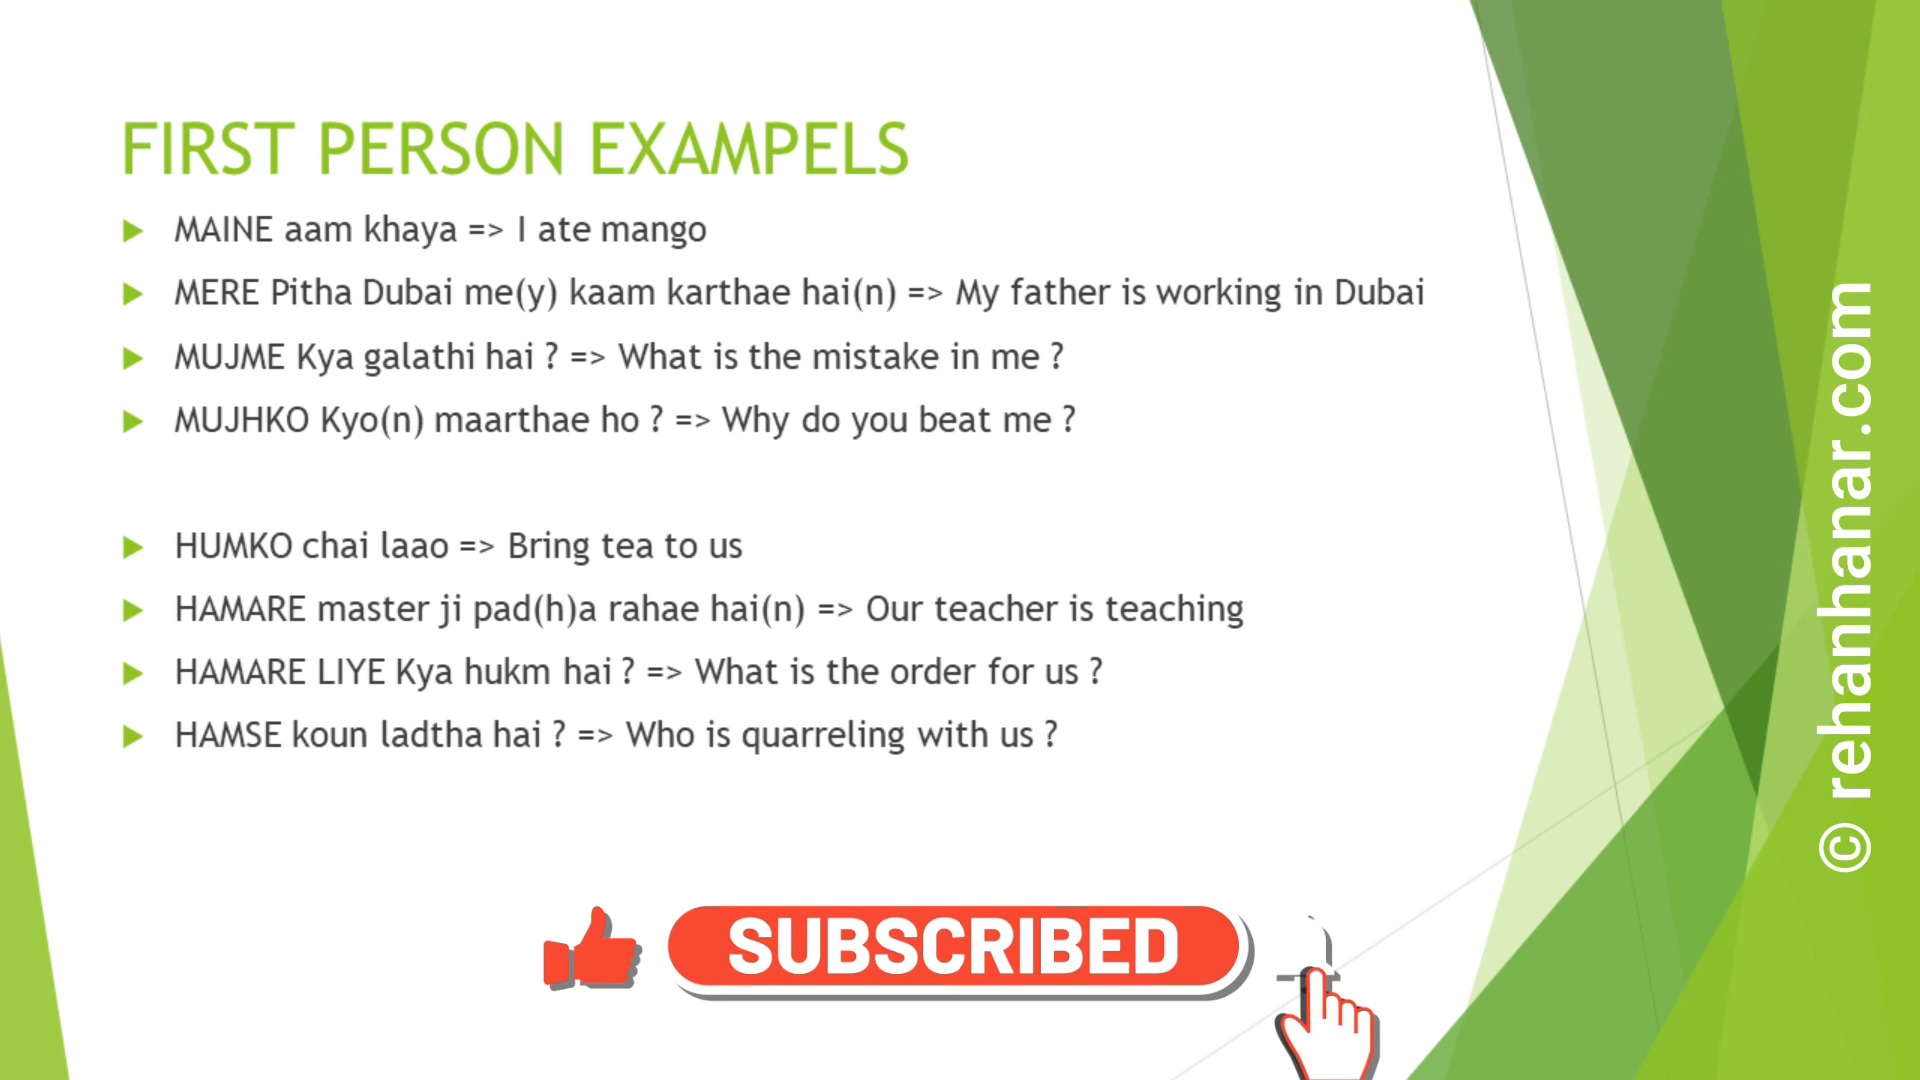 FIRST PERSON EXAMPELS
MAINE aam khaya => I ate mango
MERE Pitha Dubai me(y) kaam karthae hai(n) => My father is working in Dubai
MUJME Kya galathi hai ? => What is the mistake in me ?
MUJHKO Kyo(n) maarthae ho ? => Why do you beat me ?
HUMKO chai laao => Bring tea to us
HAMARE master ji pad(h)a rahae hai(n) => Our teacher is teaching
HAMARE LIYE Kya hukm hai ? => What is the order for us ?
HAMSE koun ladtha hai ? => Who is quarreling with us ?
SUBSCRIBED
© rehanhanar.com